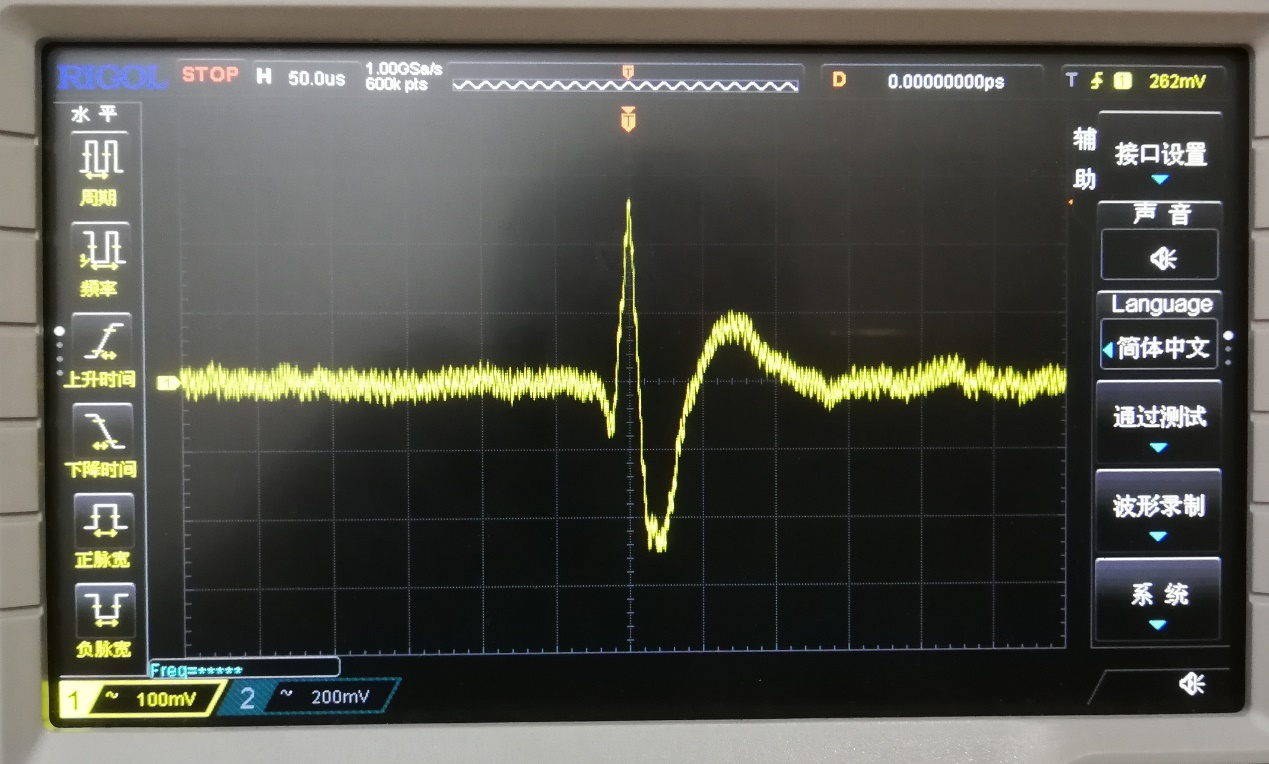 RIGOL STOP H 50.0us 1.00GSa/s 600k pts D 0.00000000ps T 1 262mV
水平
周期
频率
上升时间
下降时间
正脉宽
负脉宽
T
T
1
辅助
接口设置
声音
Language
简体中文
通过测试
波形录制
系统
Freq=*****
1 ~ 100mV 2 ~ 200mV